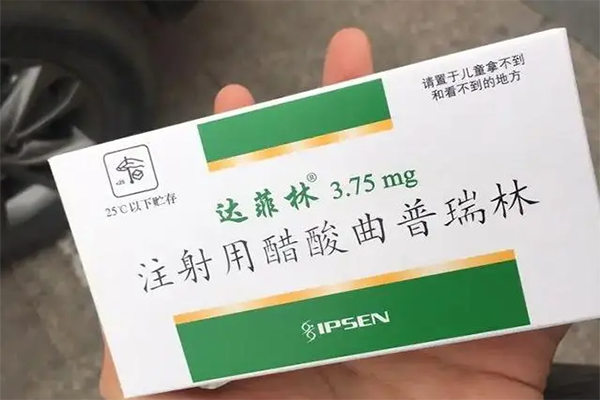 请置于儿童拿不到
和看不到的地方
25℃以下贮存
达菲林® 3.75 mg
注射用醋酸曲普瑞林
IPSEN